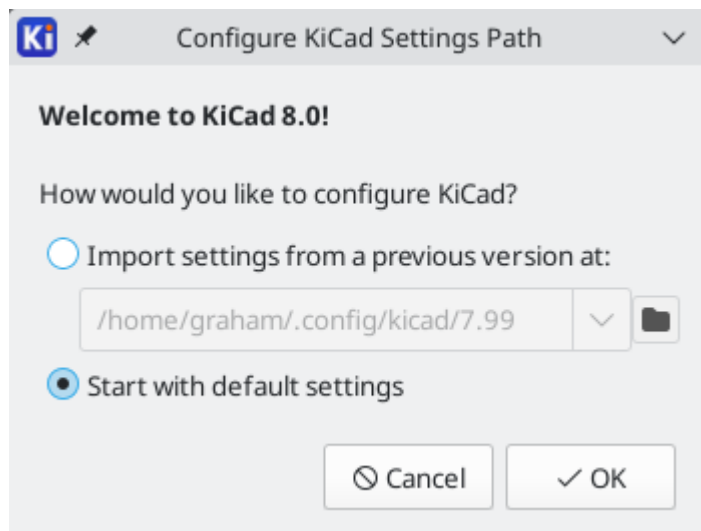 Ki Configure KiCad Settings Path
Welcome to KiCad 8.0!
How would you like to configure KiCad?
Import settings from a previous version at:
/home/graham/.config/kicad/7.99
Start with default settings
Cancel OK